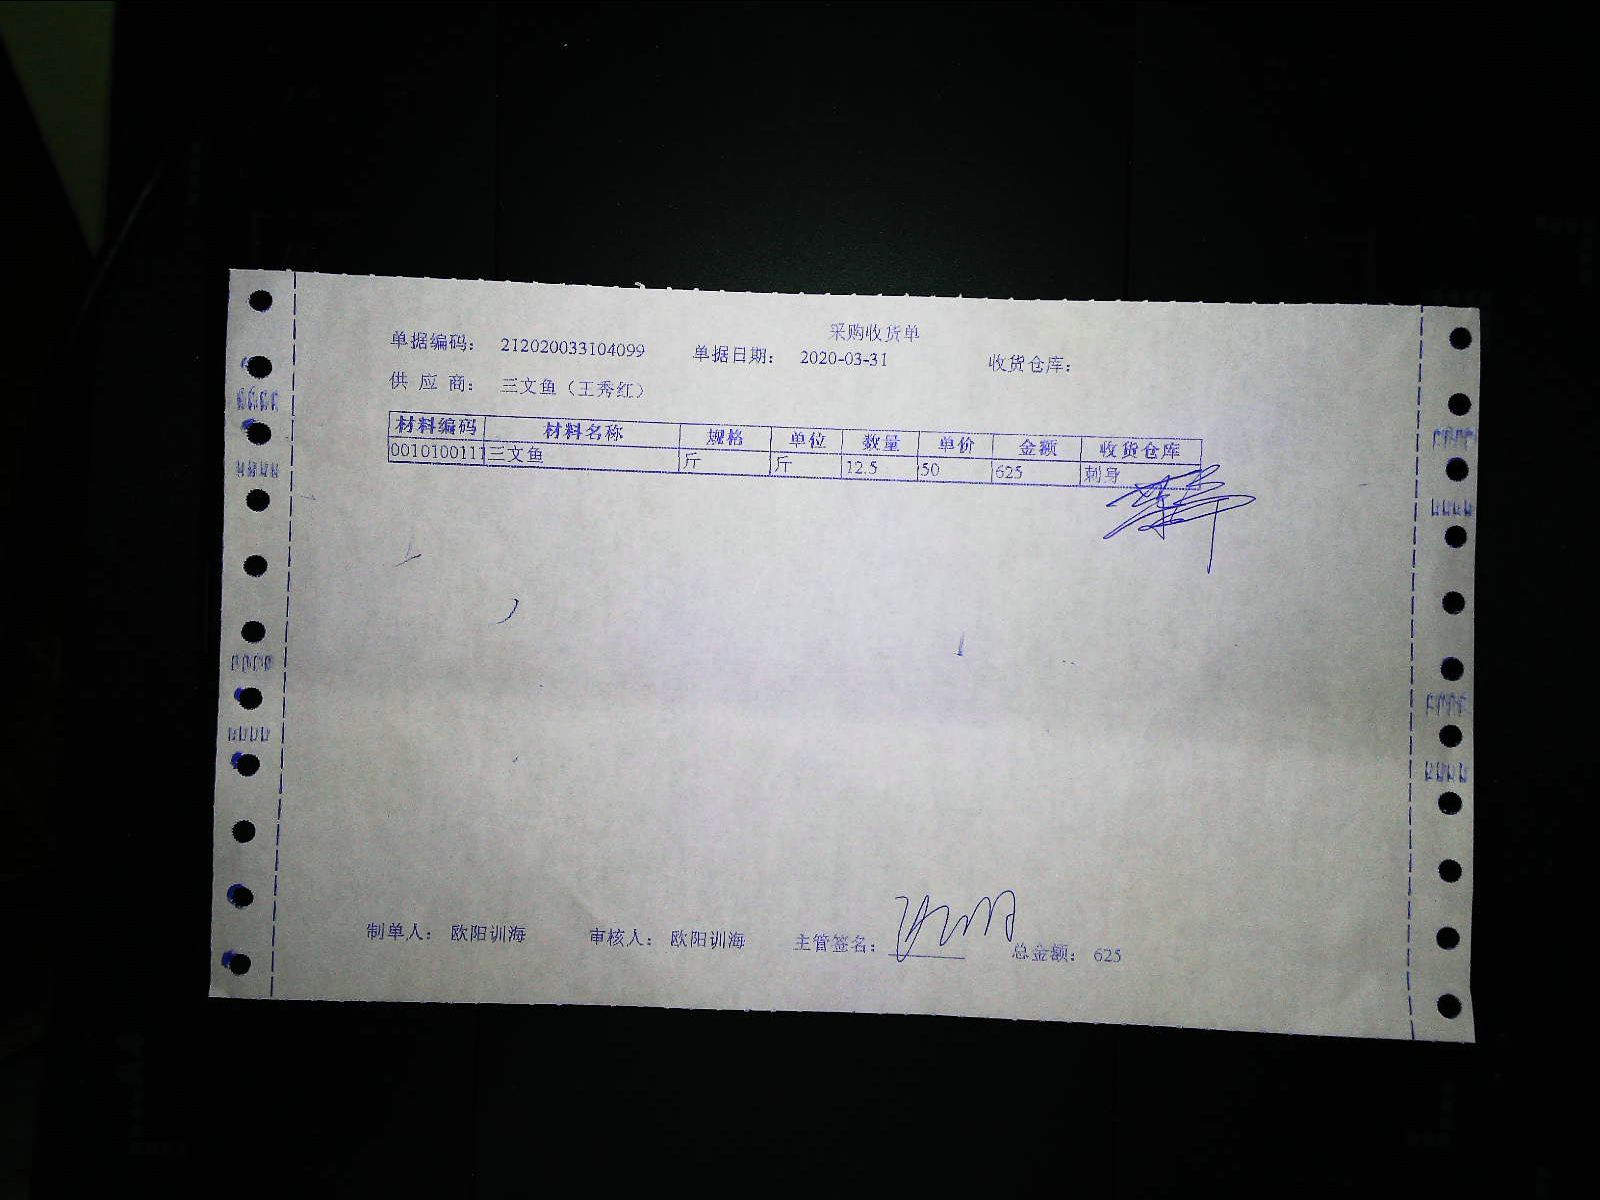 采购收货单
单据编码： 212020033104099 单据日期： 2020-03-31 收货仓库：
供 应 商： 三文鱼（王秀红）
材料编码 材料名称 规格 单位 数量 单价 金额 收货仓库
0010100111 三文鱼 斤 斤 12.5 50 625 刺身
制单人： 欧阳训海 审核人： 欧阳训海 主管签名： 总金额： 625